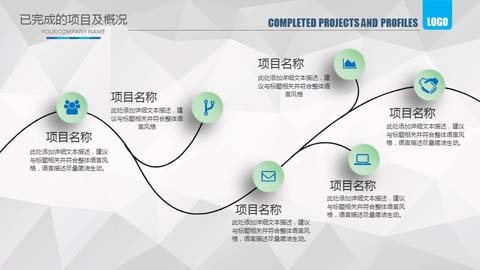 已完成的项目及概况
YOUR COMPANY NAME
COMPLETED PROJECTS AND PROFILES
LOGO
项目名称
此处添加详细文本描述，建
议与标题相关并符合整体语
言风格
项目名称
此处添加详细文本描述，建
议与标题相关并符合整体语
言风格
项目名称
此处添加详细文本描述，建议
与标题相关并符合整体语言风
格，语言描述尽量简洁生动。
项目名称
此处添加详细文本描述，建议
与标题相关并符合整体语言风
格，语言描述尽量简洁生动。
项目名称
此处添加详细文本描述，建议
与标题相关并符合整体语言风
格，语言描述尽量简洁生动。
项目名称
此处添加详细文本描述，建议
与标题相关并符合整体语言风
格，语言描述尽量简洁生动。